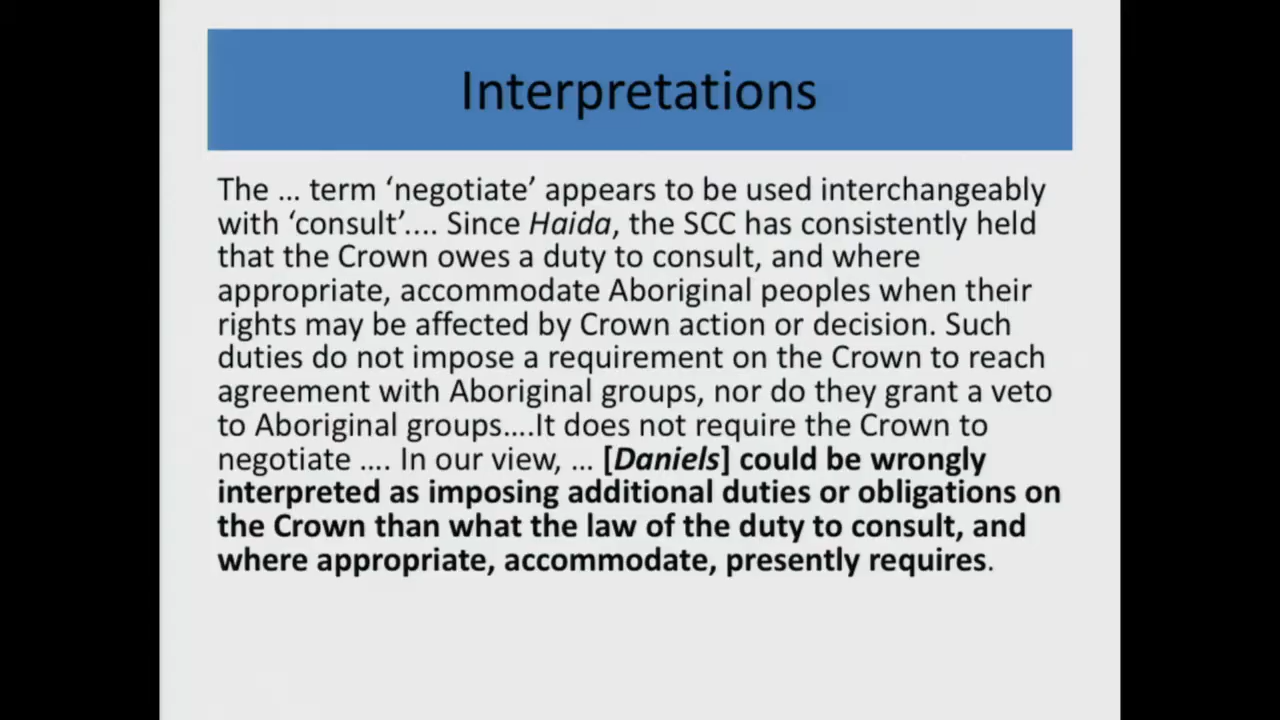 Interpretations
The ... term ‘negotiate’ appears to be used interchangeably
with ‘consult’.... Since Haida, the SCC has consistently held
that the Crown owes a duty to consult, and where
appropriate, accommodate Aboriginal peoples when their
rights may be affected by Crown action or decision. Such
duties do not impose a requirement on the Crown to reach
agreement with Aboriginal groups, nor do they grant a veto
to Aboriginal groups....It does not require the Crown to
negotiate .... In our view, ... [Daniels] could be wrongly
interpreted as imposing additional duties or obligations on
the Crown than what the law of the duty to consult, and
where appropriate, accommodate, presently requires.